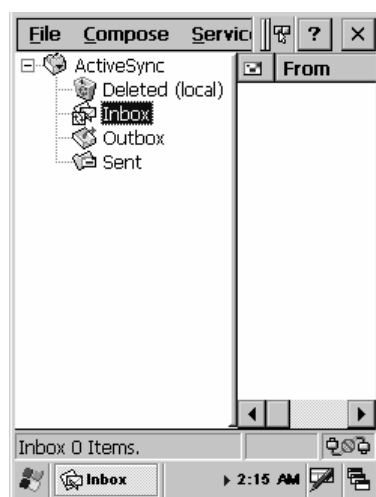 File Compose Servic ?
ActiveSync From
Deleted (local)
Inbox
Outbox
Sent
Inbox 0 Items.
Inbox 2:15 AM